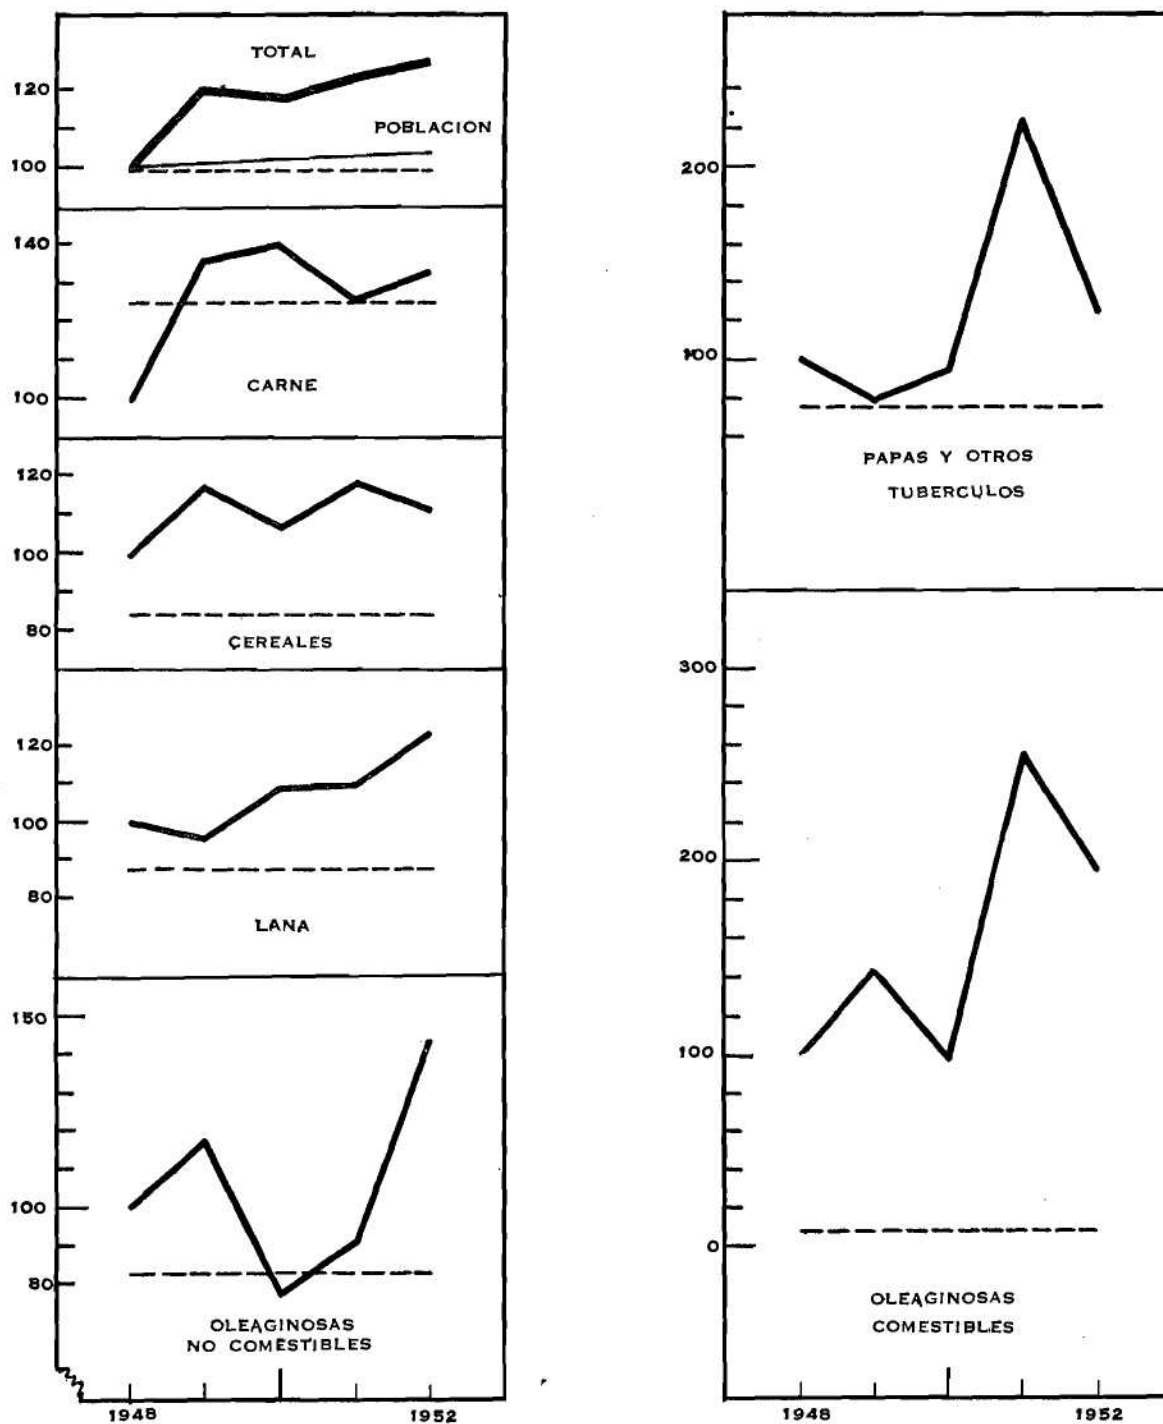 TOTAL
120
POBLACION
100
140
CARNE
100
120
100
CEREALES
80
120
100
80
LANA
150
100
80
OLEAGINOSAS
NO COMESTIBLES
1948 1952
200
100
PAPAS Y OTROS
TUBERCULOS
300
200
100
0
OLEAGINOSAS
COMESTIBLES
1948 1952